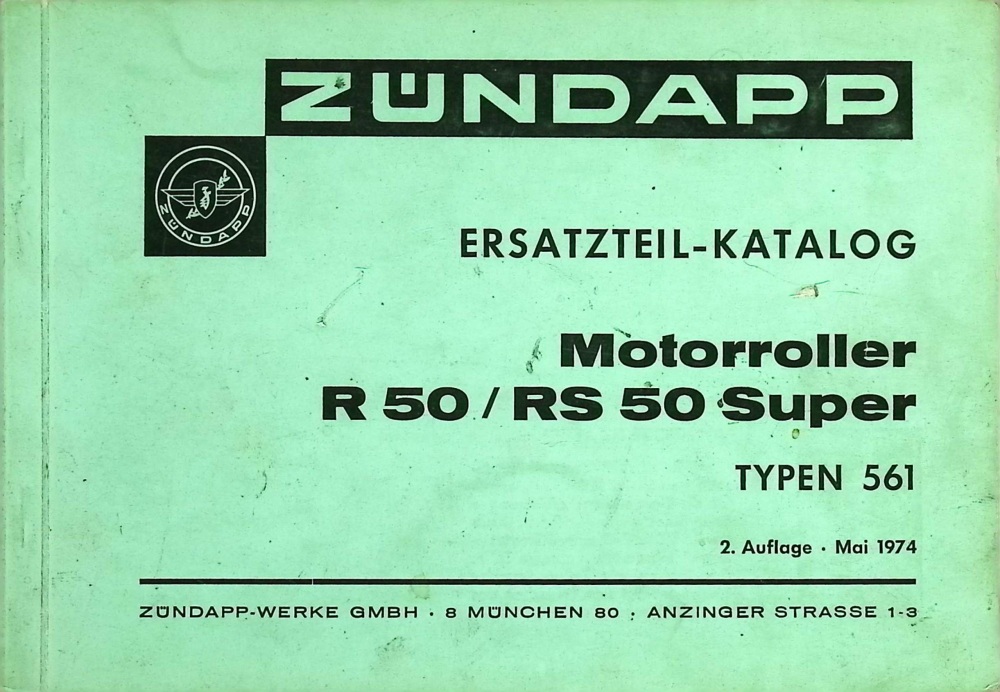 ZÜNDAPP
ZÜNDAPP
ERSATZTEIL-KATALOG
Motorroller
R 50 / RS 50 Super
TYPEN 561
2. Auflage · Mai 1974
ZÜNDAPP-WERKE GMBH · 8 MÜNCHEN 80 · ANZINGER STRASSE 1-3